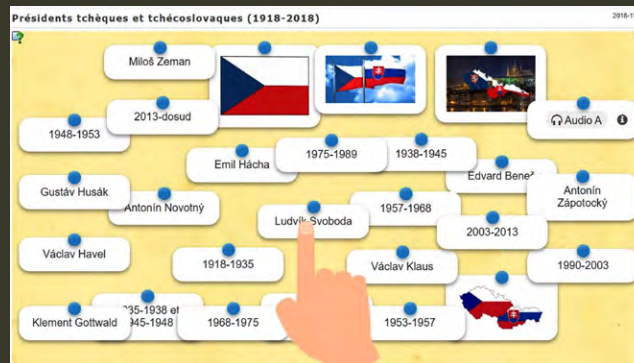 Présidents tchèques et tchécoslovaques (1918-2018)
Miloš Zeman
2013-dosud
1948-1953
Audio A
1975-1989
1938-1945
Emil Hácha
Edvard Beneš
Gustáv Husák
Antonín Novotný
Antonín
Zápotocký
1957-1968
Ludvík Svoboda
2003-2013
Václav Havel
1918-1935
Václav Klaus
1990-2003
Klement Gottwald
1968-1975
1953-1957